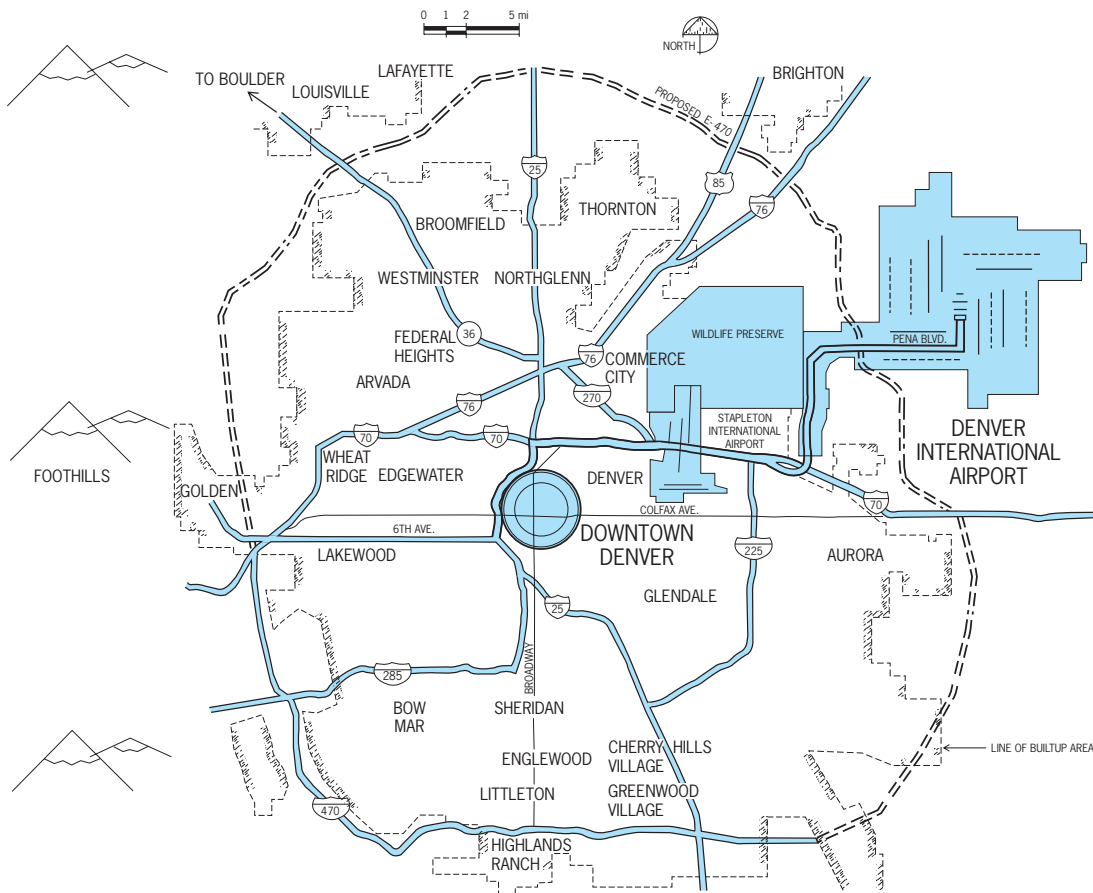 0 1 2 5 mi
NORTH
TO BOULDER
LAFAYETTE
LOUISVILLE
BRIGHTON
PROPOSED E-470
25
85
76
THORNTON
BROOMFIELD
WESTMINSTER
NORTHGLENN
36
FEDERAL
HEIGHTS
WILDLIFE PRESERVE
PENA BLVD.
76
COMMERCE
CITY
ARVADA
76
270
STAPLETON
INTERNATIONAL
AIRPORT
DENVER
INTERNATIONAL
AIRPORT
70
70
WHEAT
RIDGE
EDGEWATER
DENVER
FOOTHILLS
GOLDEN
70
COLFAX AVE.
6TH AVE.
DOWNTOWN
DENVER
LAKEWOOD
225
AURORA
GLENDALE
25
BROADWAY
285
BOW
MAR
SHERIDAN
CHERRY HILLS
VILLAGE
LINE OF BUILTUP AREA
ENGLEWOOD
LITTLETON
GREENWOOD
VILLAGE
470
HIGHLANDS
RANCH